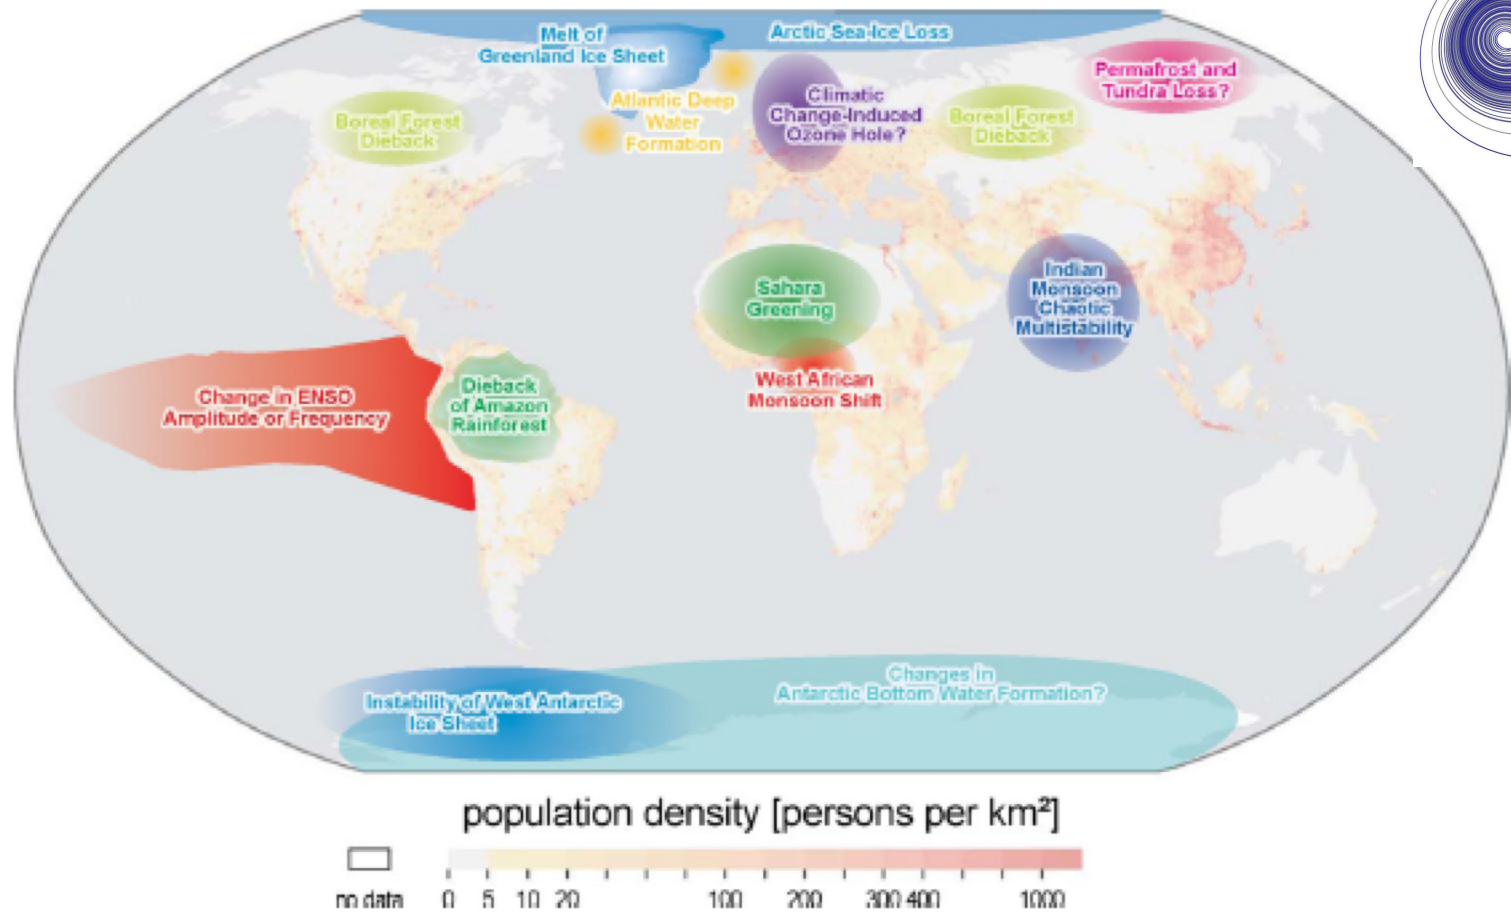 Melt of
Greenland Ice Sheet
Arctic Sea-Ice Loss
Permafrost and
Tundra Loss?
Boreal Forest
Dieback
Atlantic Deep
Water
Formation
Climatic
Change-Induced
Ozone Hole?
Boreal Forest
Dieback
Sahara
Greening
Indian
Monsoon
Chaotic
Multistability
Change in ENSO
Amplitude or Frequency
Dieback
of Amazon
Rainforest
West African
Monsoon Shift
Instability of West Antarctic
Ice Sheet
Changes in
Antarctic Bottom Water Formation?
population density [persons per km²]
no data 0 5 10 20 100 200 300 400 1000